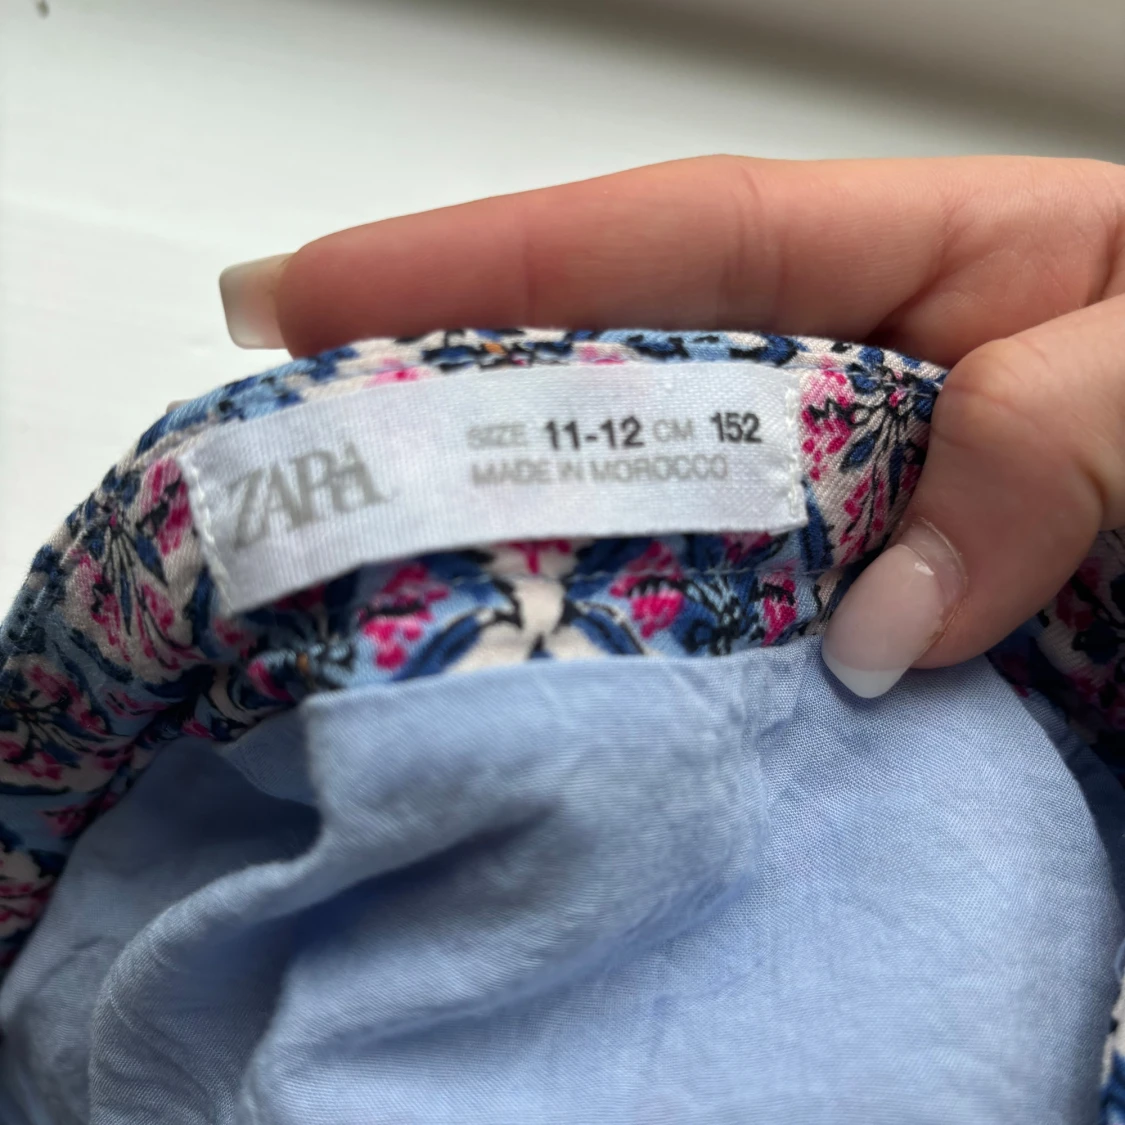 ZARA
SIZE 11-12 CM 152
MADE IN MOROCCO